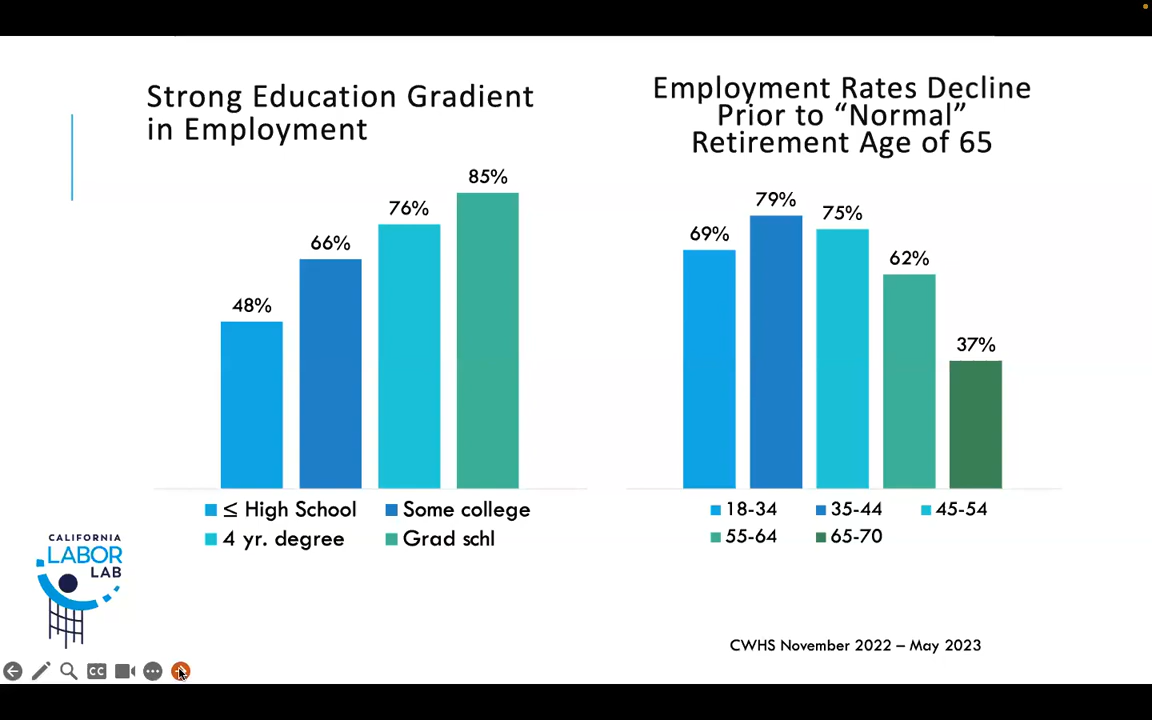 Strong Education Gradient
in Employment
85%
76%
66%
48%
≤ High School
Some college
4 yr. degree
Grad schl
Employment Rates Decline
Prior to “Normal”
Retirement Age of 65
79%
75%
69%
62%
37%
18-34
35-44
45-54
55-64
65-70
CALIFORNIA
LABOR
LAB
CWHS November 2022 – May 2023
CC